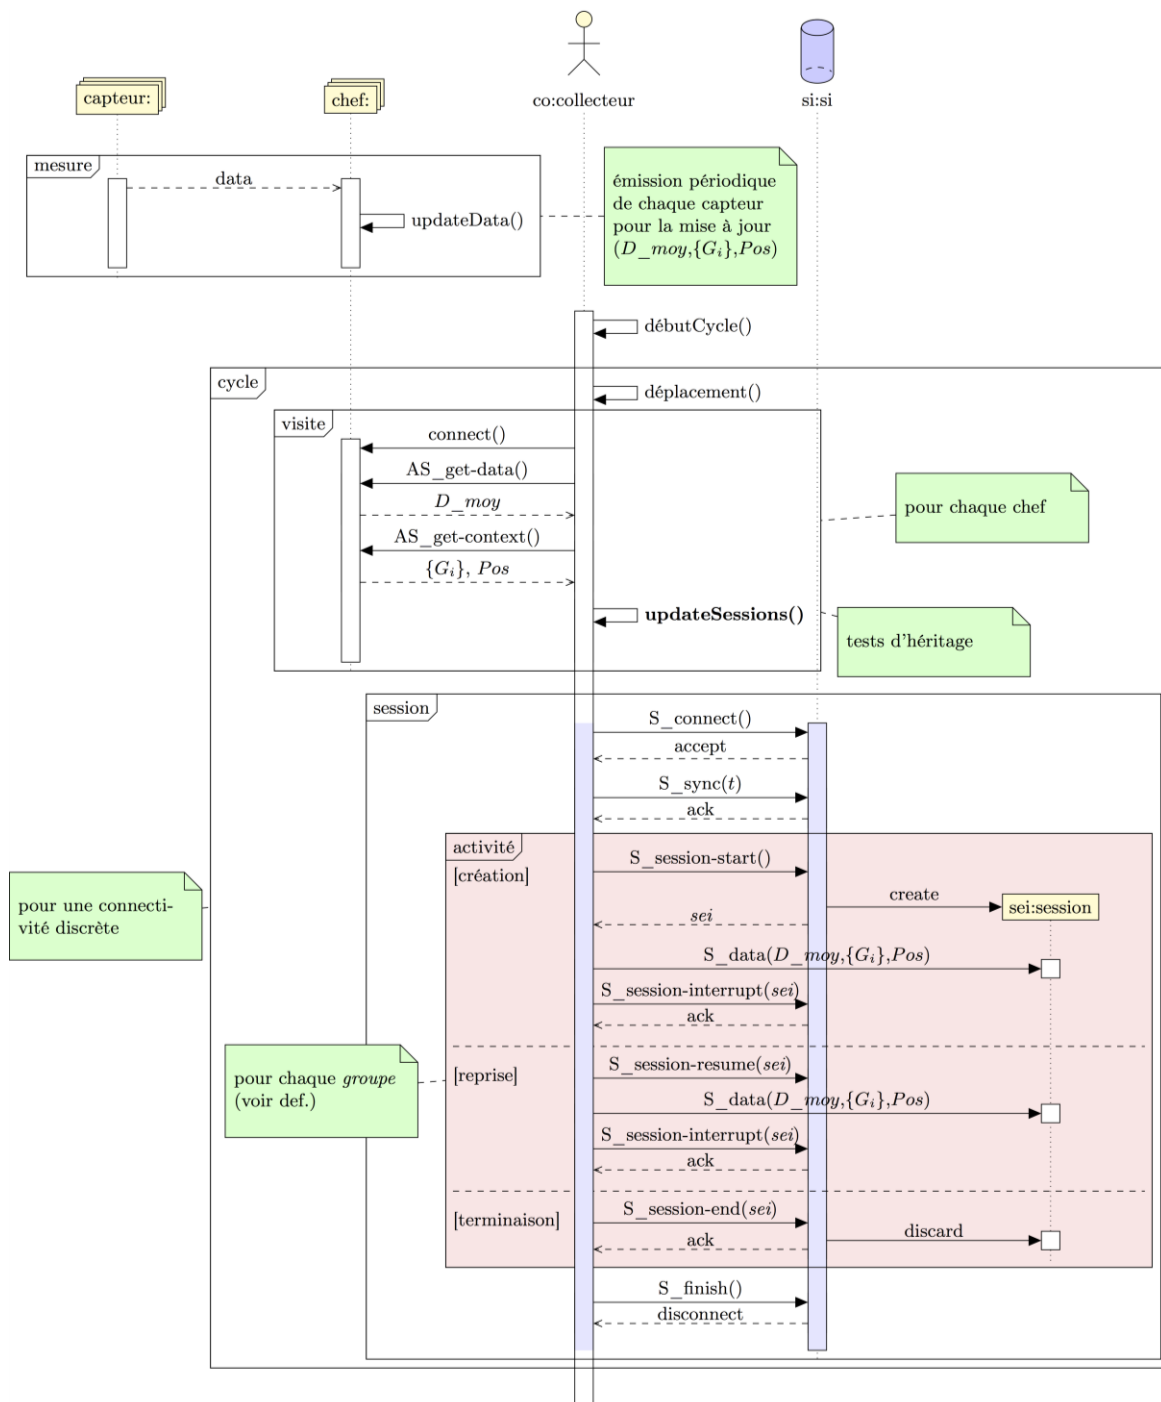 capteur:
chef:
co:collecteur
si:si
mesure
data
updateData()
émission périodique
de chaque capteur
pour la mise à jour
(D_moy,{G_i},Pos)
débutCycle()
cycle
déplacement()
visite
connect()
AS_get-data()
D_moy
pour chaque chef
AS_get-context()
{G_i}, Pos
updateSessions()
tests d'héritage
session
S_connect()
accept
S_sync(t)
ack
activité
[création]
S_session-start()
create
sei:session
sei
pour une connecti-
vité discrète
S_data(D_moy,{G_i},Pos)
S_session-interrupt(sei)
ack
pour chaque groupe
(voir def.)
[reprise]
S_session-resume(sei)
S_data(D_moy,{G_i},Pos)
S_session-interrupt(sei)
ack
[terminaison]
S_session-end(sei)
discard
ack
S_finish()
disconnect